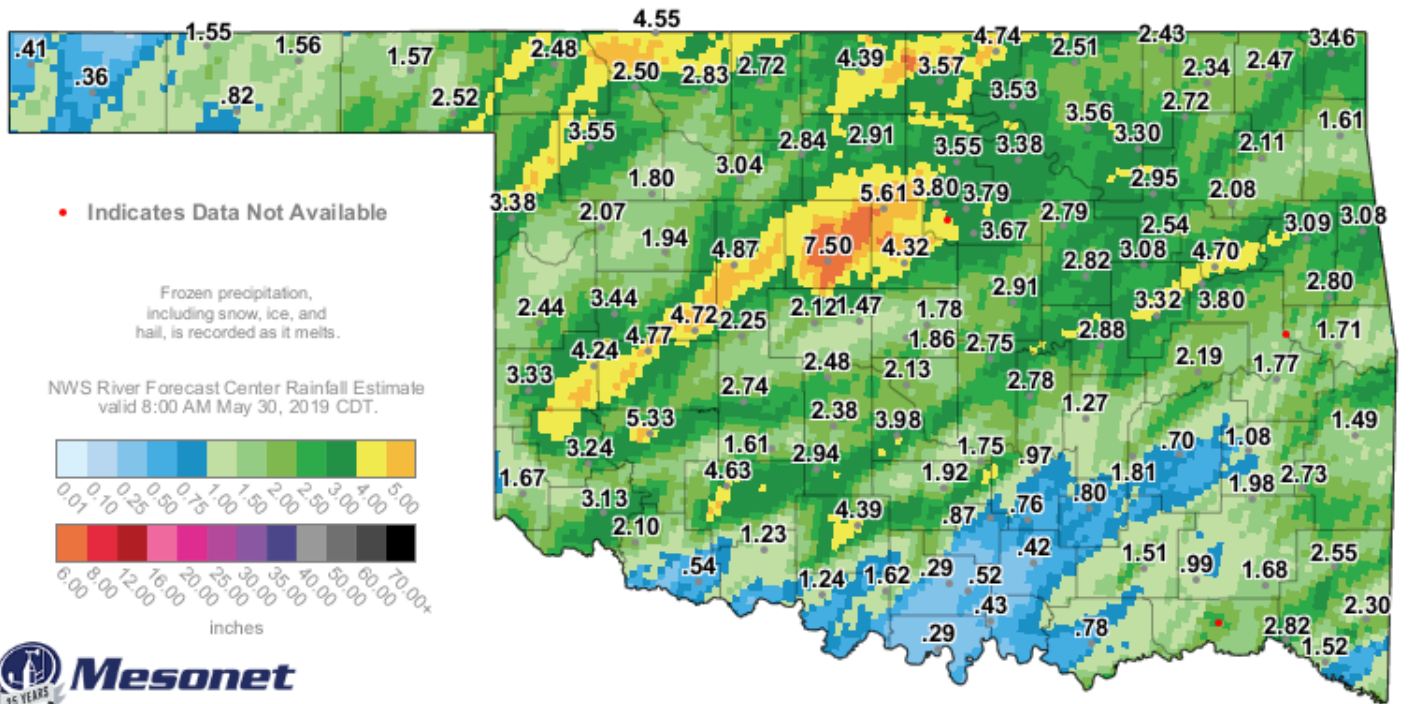 4.55
.41 1.55 1.56 1.57 2.48 4.39 4.74 2.51 2.43 3.46
.36 .82 2.52 2.50 2.83 2.72 3.57 3.53 2.34 2.47
3.55 2.84 2.91 3.55 3.38 3.56 3.30 2.72 2.11 1.61
3.38 1.80 3.04 5.61 3.80 3.79 2.95 2.08
Indicates Data Not Available
2.07 1.94 4.87 7.50 4.32 3.67 2.79 2.54 3.09 3.08
2.82 3.08 4.70
Frozen precipitation,
including snow, ice, and
hail, is recorded as it melts.
2.44 3.44 4.72 2.25 2.12 1.47 1.78 2.91 3.32 3.80 2.80
4.24 4.77 1.86 2.75 2.88 1.71
NWS River Forecast Center Rainfall Estimate
valid 8:00 AM May 30, 2019 CDT.
3.33 2.74 2.48 2.13 2.78 2.19 1.77
5.33 2.38 3.98 1.27 1.49
3.24 1.61 2.94 1.75 .97 .70 1.08
1.67 4.63 1.92 1.81 1.98 2.73
0.01 0.10 0.25 0.50 0.75 1.00 1.50 2.00 2.50 3.00 4.00 5.00
3.13 2.10 1.23 4.39 .87 .76 .80
.54 1.24 1.62 .29 .52 .42 1.51 .99 1.68 2.55
6.00 8.00 12.00 16.00 20.00 25.00 30.00 35.00 40.00 50.00 60.00 70.00+
inches
.29 .43 .78 2.82 1.52 2.30
Mesonet
25 YEARS